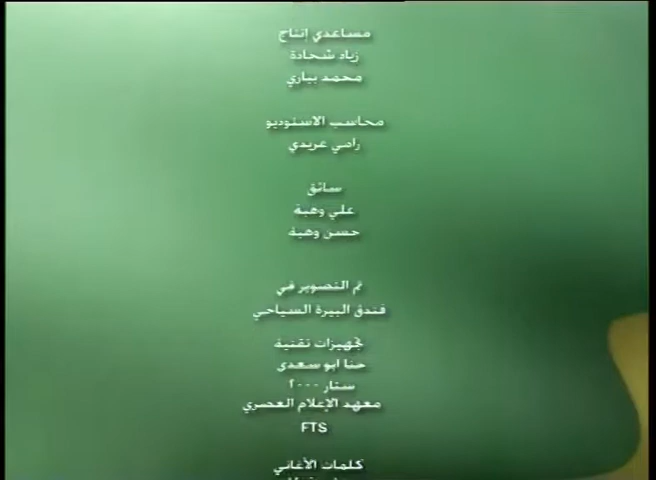 مساعدي إنتاج
زياد شحادة
محمد بياري
محاسب الاستوديو
رامي عريدي
سائق
علي وهبة
حسن وهبة
تم التصوير في
فندق البيرة السياحي
تجهيزات تقنية
حنا ابو سعدى
ستار ٢٠٠٠
معهد الإعلام العصري
FTS
كلمات الأغاني